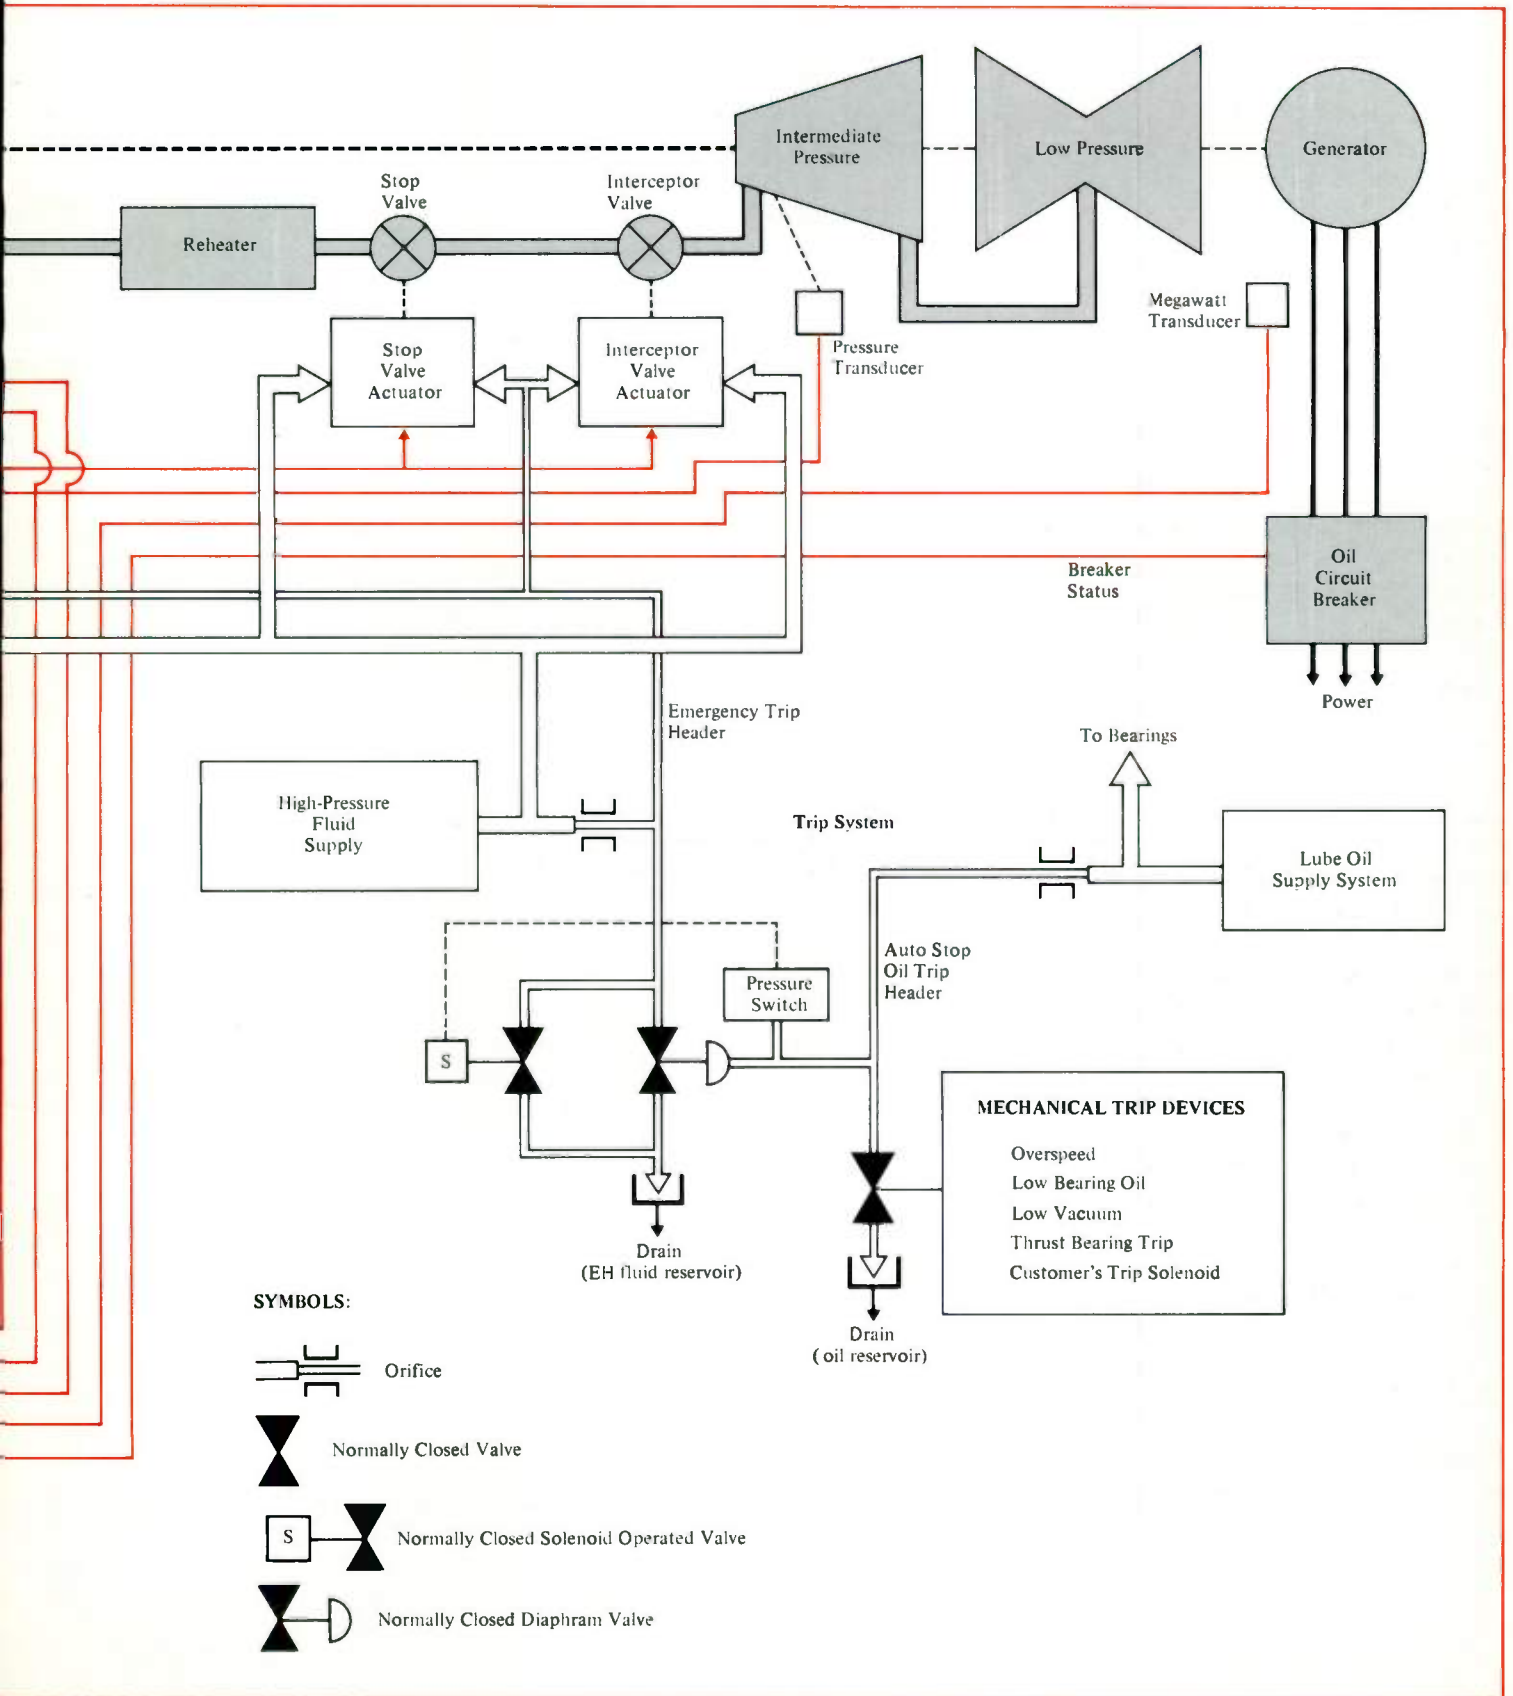 Intermediate
Pressure
Low Pressure
Generator
Stop
Valve
Interceptor
Valve
Reheater
Megawatt
Transducer
Stop
Valve
Actuator
Interceptor
Valve
Actuator
Pressure
Transducer
Breaker
Status
Oil
Circuit
Breaker
Power
Emergency Trip
Header
To Bearings
High-Pressure
Fluid
Supply
Trip System
Lube Oil
Supply System
Auto Stop
Oil Trip
Header
Pressure
Switch
S
MECHANICAL TRIP DEVICES
Overspeed
Low Bearing Oil
Low Vacuum
Thrust Bearing Trip
Customer's Trip Solenoid
Drain
(EH fluid reservoir)
Drain
( oil reservoir)
SYMBOLS:
Orifice
Normally Closed Valve
S
Normally Closed Solenoid Operated Valve
Normally Closed Diaphram Valve